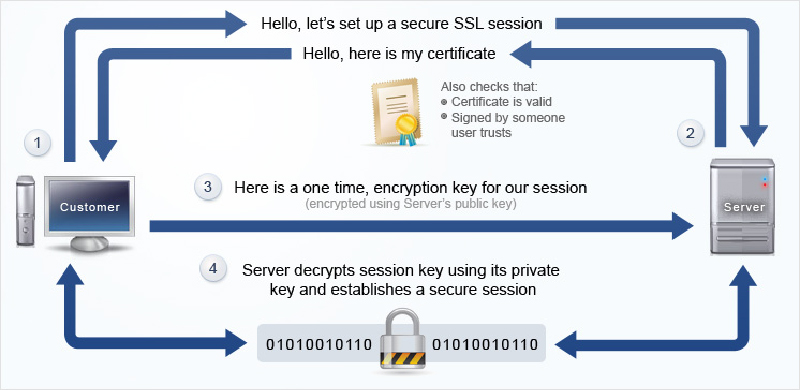 Hello, let's set up a secure SSL session
Hello, here is my certificate
Also checks that:
• Certificate is valid
• Signed by someone
user trusts
1
2
Customer
Server
3
Here is a one time, encryption key for our session
(encrypted using Server's public key)
4
Server decrypts session key using its private
key and establishes a secure session
01010010110
01010010110